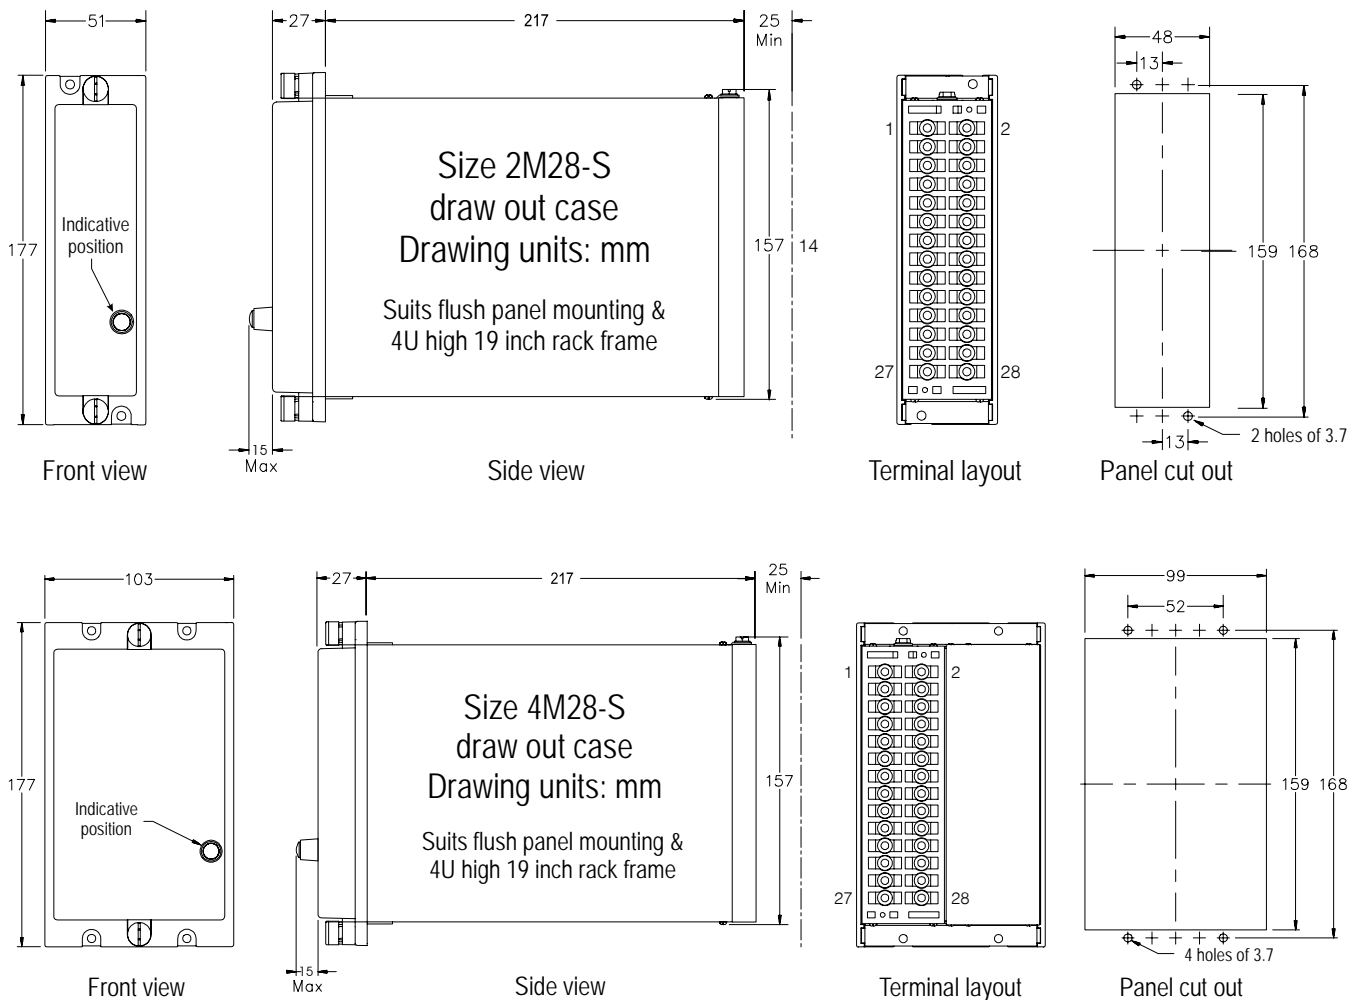 51
27
217
25
Min
48
13
177
Indicative
position
Size 2M28-S
draw out case
Drawing units: mm
Suits flush panel mounting &
4U high 19 inch rack frame
157
14
1
2
27
28
159
168
13
2 holes of 3.7
15
Max
Front view
Side view
Terminal layout
Panel cut out
103
27
217
25
Min
99
52
177
Indicative
position
Size 4M28-S
draw out case
Drawing units: mm
Suits flush panel mounting &
4U high 19 inch rack frame
157
1
2
27
28
159
168
4 holes of 3.7
15
Max
Front view
Side view
Terminal layout
Panel cut out